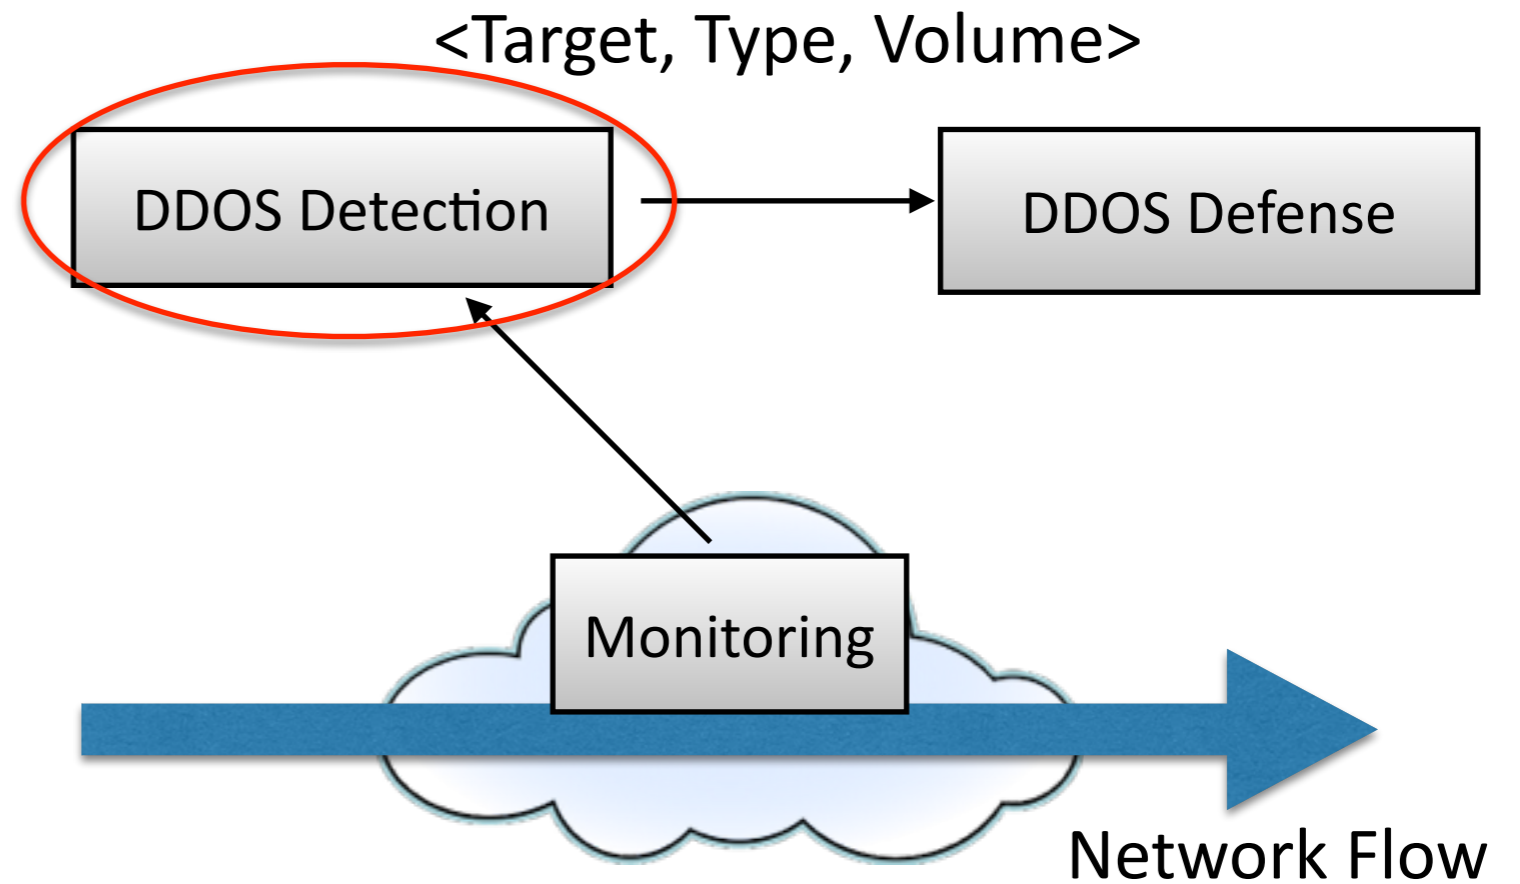 <Target, Type, Volume>
DDOS Detection
DDOS Defense
Monitoring
Network Flow